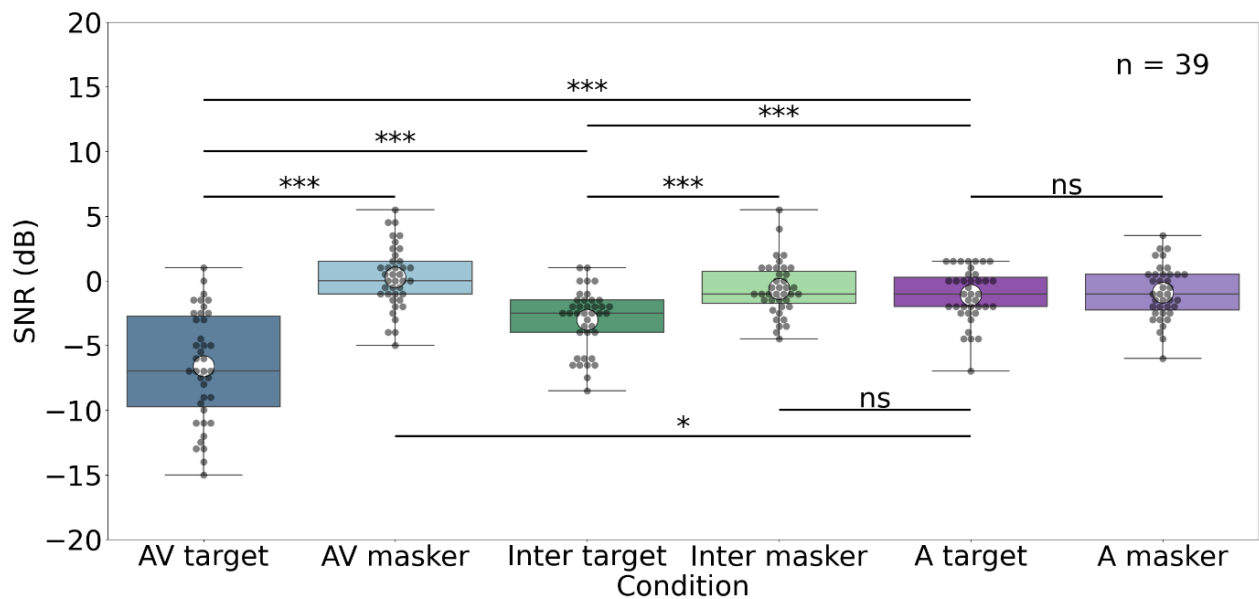 20
15
10
5
0
−5
−10
−15
−20
SNR (dB)
n = 39
***
***
***
***
***
ns
ns
*
AV target
AV masker
Inter target
Inter masker
A target
A masker
Condition